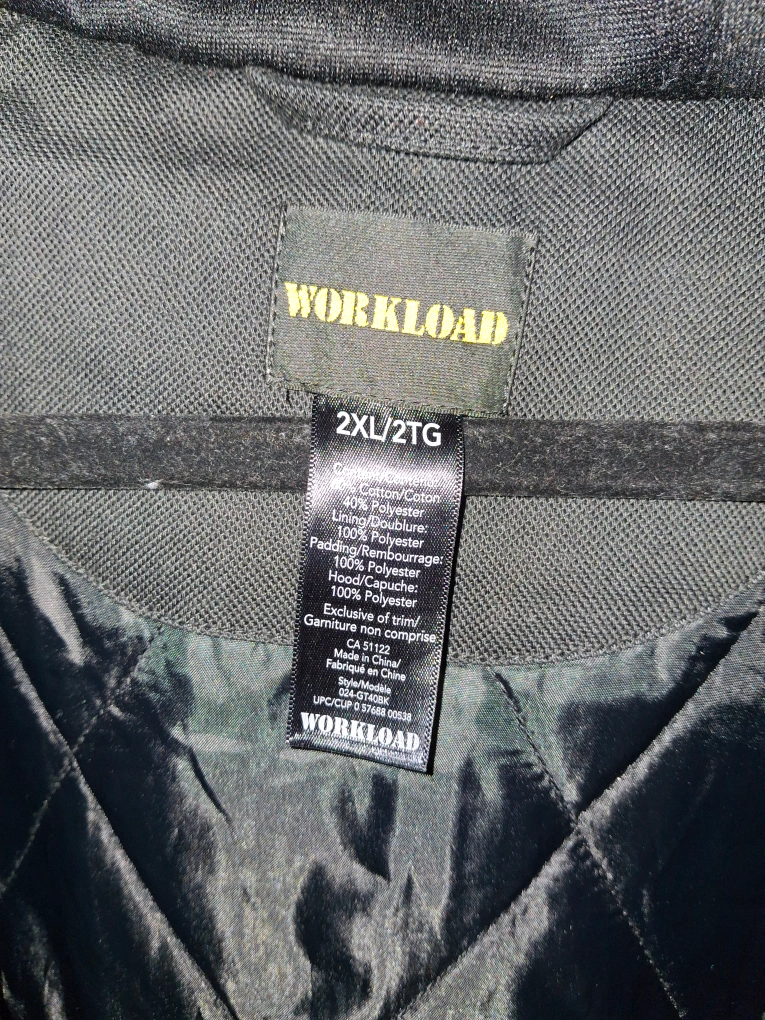 WORKLOAD
2XL/2TG
Cotton/Coton
40% Polyester
Lining/Doublure:
100% Polyester
Padding/Rembourrage:
100% Polyester
Hood/Capuche:
100% Polyester
Exclusive of trim/
Garniture non comprise
CA 51122
Made in China/
Fabriqué en Chine
Style/Modèle
024-GT40BK
UPC/CUP 0 57688 00538
WORKLOAD